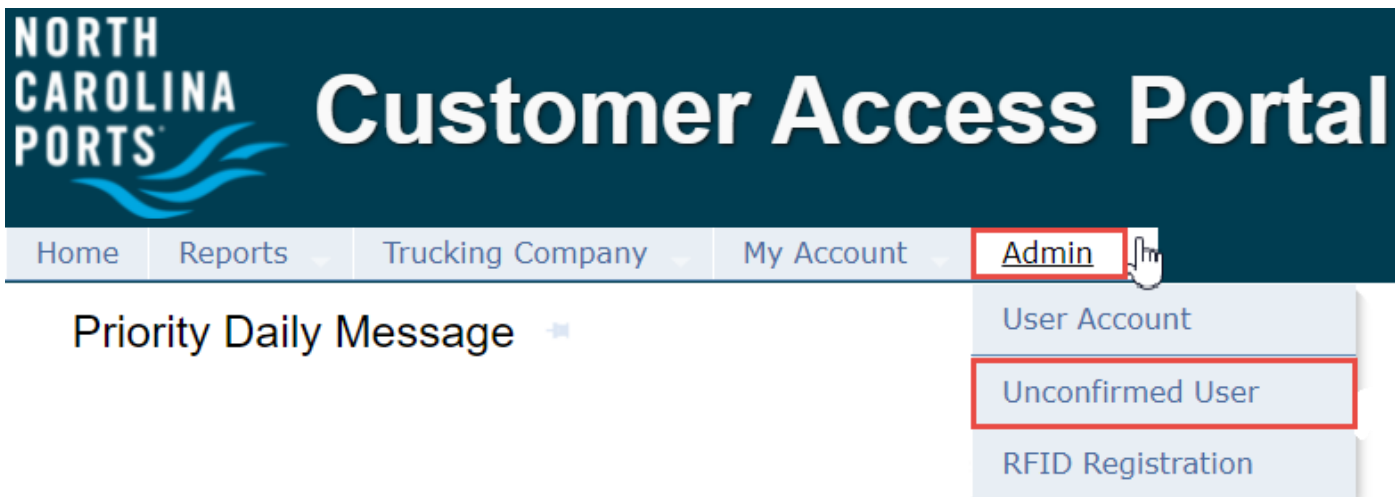 NORTH
CAROLINA
PORTS
Customer Access Portal
Home Reports Trucking Company My Account Admin
Priority Daily Message
User Account
Unconfirmed User
RFID Registration